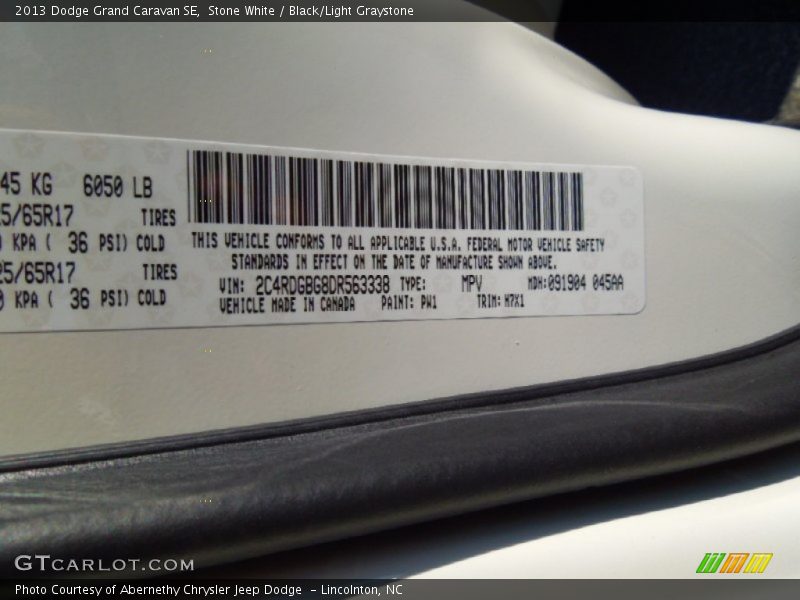 2013 Dodge Grand Caravan SE,  Stone White / Black/Light Graystone
45 KG 6050 LB
5/65R17 TIRES
KPA ( 36 PSI) COLD
25/65R17 TIRES
KPA ( 36 PSI) COLD
THIS VEHICLE CONFORMS TO ALL APPLICABLE U.S.A. FEDERAL MOTOR VEHICLE SAFETY
STANDARDS IN EFFECT ON THE DATE OF MANUFACTURE SHOWN ABOVE.
VIN: 2C4RDGBG8DR563338 TYPE: MPV MDH:091904 045AA
VEHICLE MADE IN CANADA PAINT: PW1 TRIM: H7X1
GTCARLOT.COM
Photo Courtesy of Abernethy Chrysler Jeep Dodge  – Lincolnton, NC